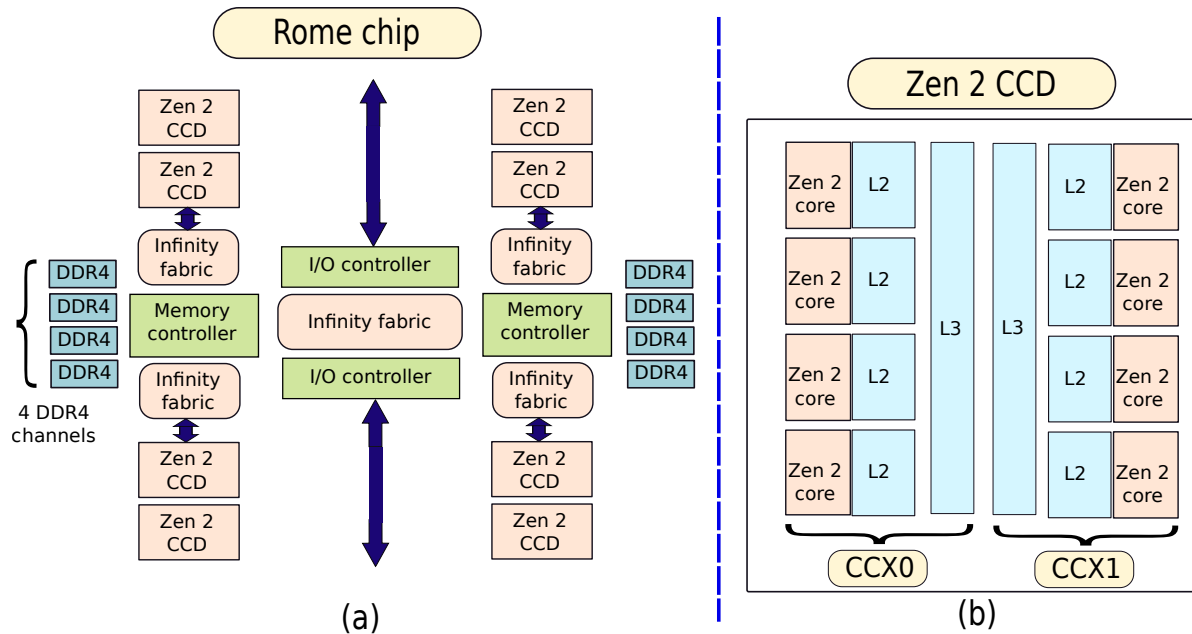 Rome chip
Zen 2
CCD
Zen 2
CCD
Infinity
fabric
DDR4
DDR4
DDR4
DDR4
4 DDR4
channels
Memory
controller
Infinity
fabric
Zen 2
CCD
Zen 2
CCD
I/O controller
Infinity fabric
I/O controller
Zen 2
CCD
Zen 2
CCD
Infinity
fabric
Memory
controller
DDR4
DDR4
DDR4
DDR4
Infinity
fabric
Zen 2
CCD
Zen 2
CCD
(a)
Zen 2 CCD
Zen 2
core
L2
Zen 2
core
L2
Zen 2
core
L2
Zen 2
core
L2
L3
L3
L2
Zen 2
core
L2
Zen 2
core
L2
Zen 2
core
L2
Zen 2
core
CCX0
CCX1
(b)